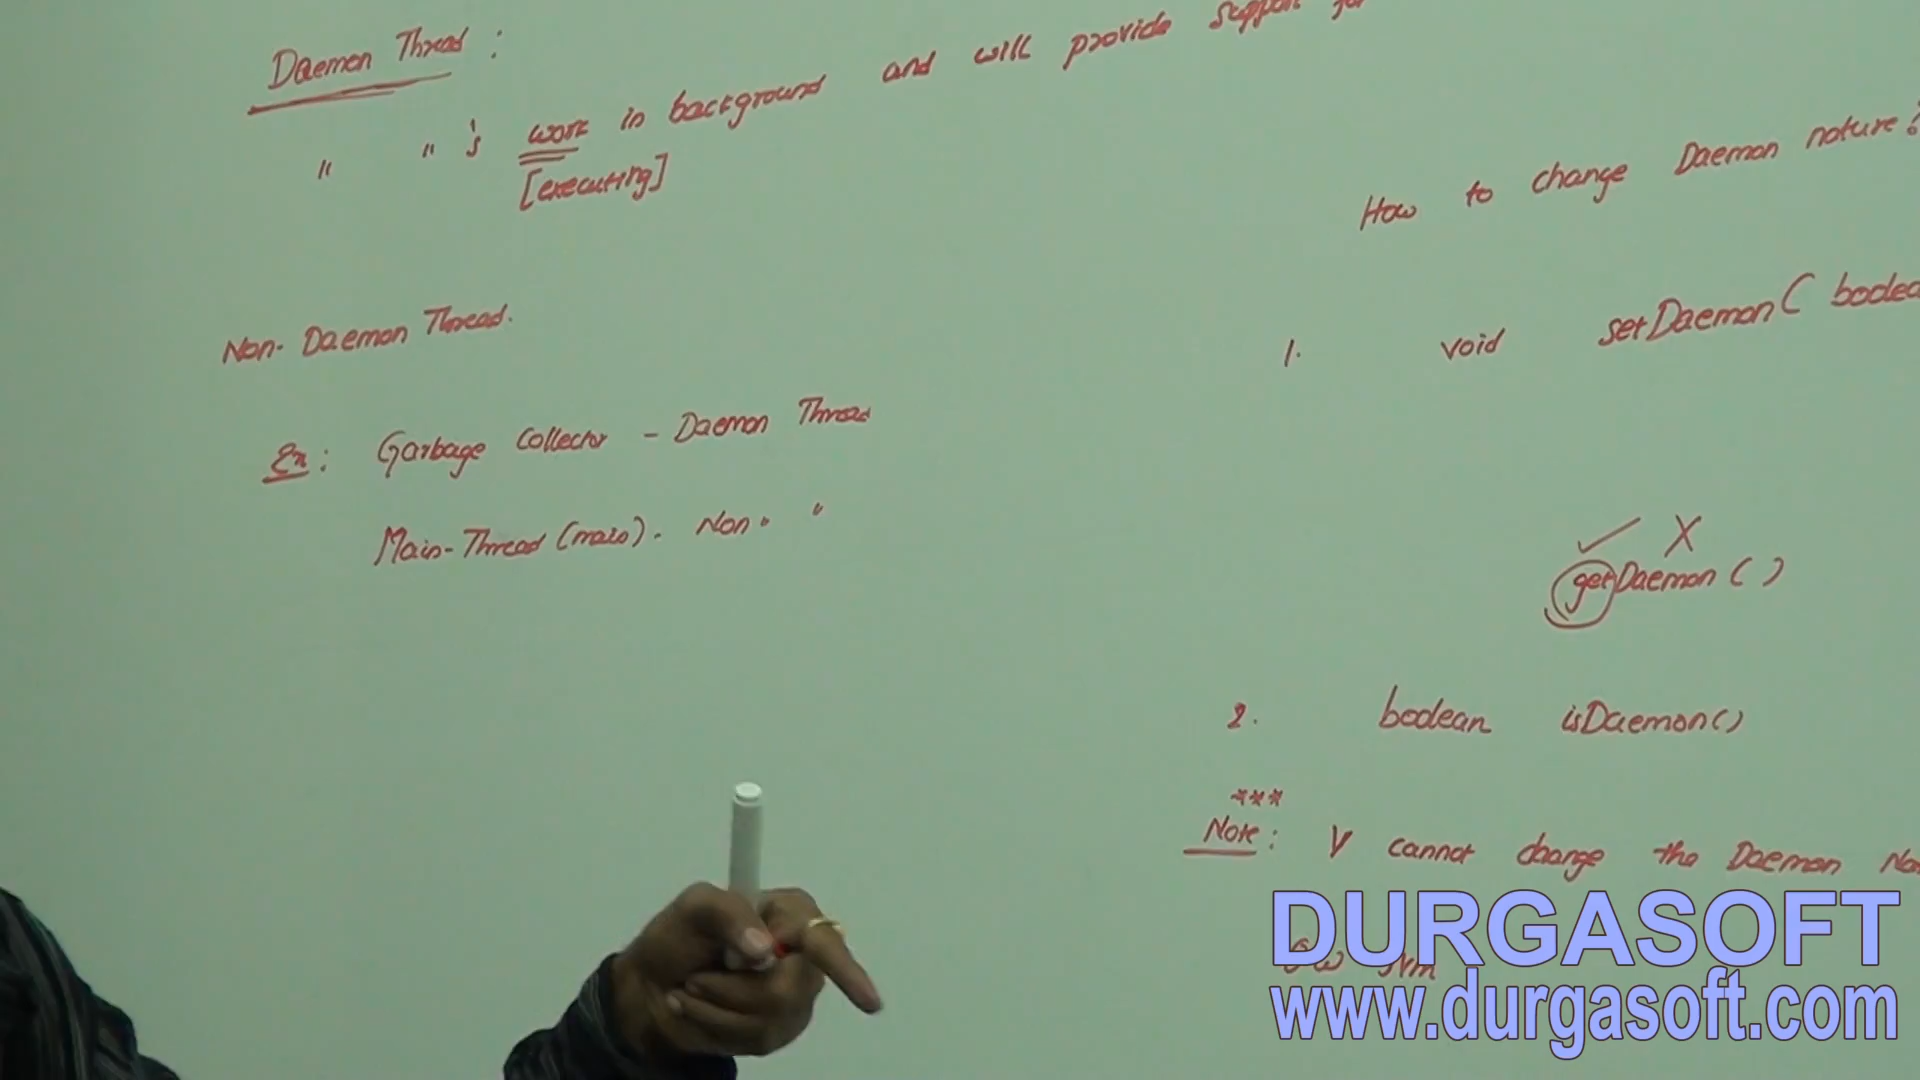 Daemon Thread :
" " 's work in background and will provide support for
[executing]
Non-Daemon Thread.
Ex: Garbage Collector - Daemon Thread
Main-Thread (main). Non " "
How to change Daemon nature?
1. void setDaemon( boolea
✓ X
getDaemon ( )
2. boolean isDaemon()
***
Note: V cannot change the Daemon Na
JVM
DURGASOFT
www.durgasoft.com